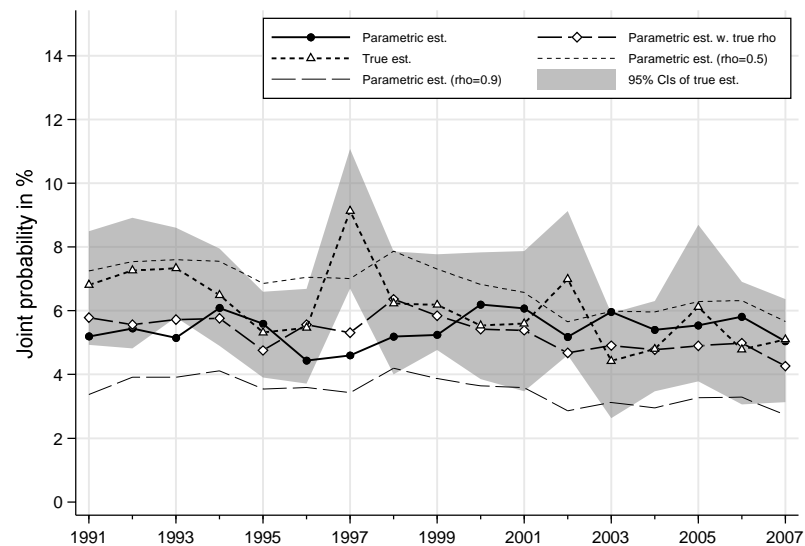 Parametric est.
Parametric est. w. true rho
True est.
Parametric est. (rho=0.5)
Parametric est. (rho=0.9)
95% CIs of true est.
Joint probability in %
14
12
10
8
6
4
2
0
1991 1993 1995 1997 1999 2001 2003 2005 2007